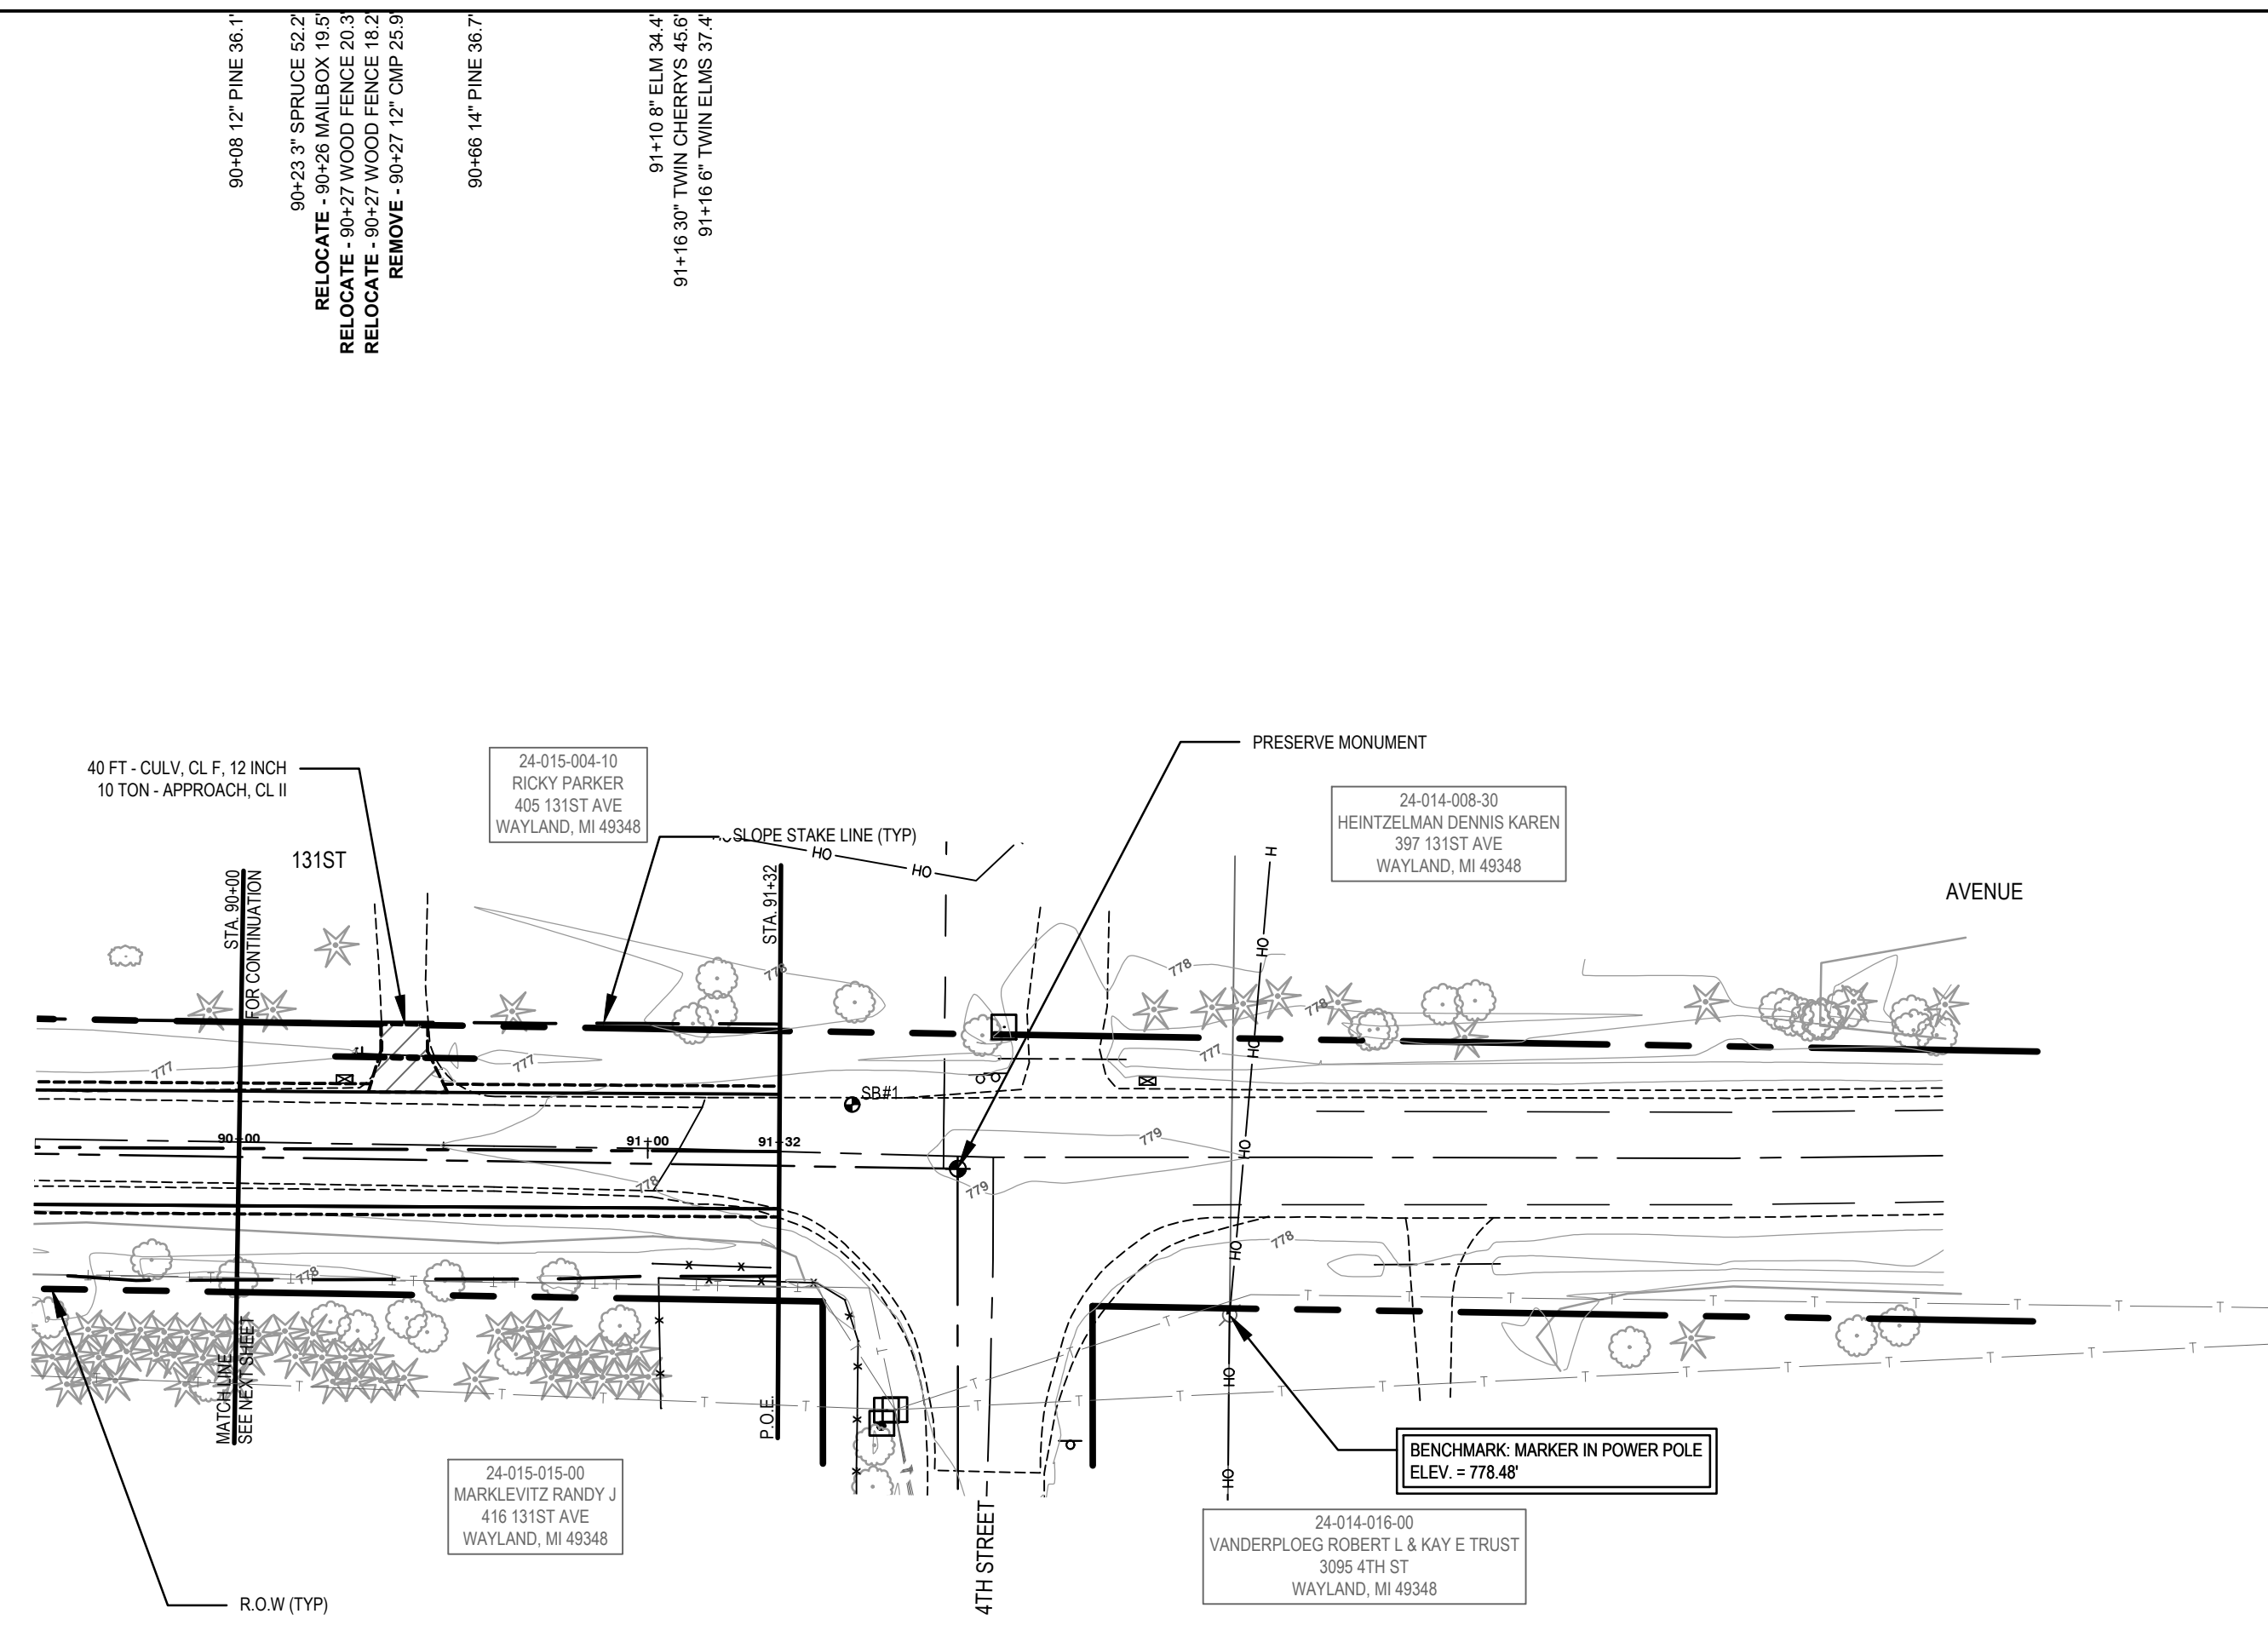 90+08 12" PINE 36.1'
90+23 3" SPRUCE 52.2'
RELOCATE - 90+26 MAILBOX 19.5'
RELOCATE - 90+27 WOOD FENCE 20.3'
RELOCATE - 90+27 WOOD FENCE 18.2'
REMOVE - 90+27 12" CMP 25.9'
90+66 14" PINE 36.7'
91+10 8" ELM 34.4'
91+16 30" TWIN CHERRYS 45.6'
91+16 6" TWIN ELMS 37.4'
PRESERVE MONUMENT
40 FT - CULV, CL F, 12 INCH
10 TON - APPROACH, CL II
24-015-004-10
RICKY PARKER
405 131ST AVE
WAYLAND, MI 49348
24-014-008-30
HEINTZELMAN DENNIS KAREN
397 131ST AVE
WAYLAND, MI 49348
SLOPE STAKE LINE (TYP)
HO
HO
H
131ST
AVENUE
STA. 90+00
FOR CONTINUATION
STA. 91+32
HO
778
778
778
777
777
777
HO
SB#1
90+00
91+00
91+32
779
HO
778
779
778
HO
778
MATCH LINE
SEE NEXT SHEET
P.O.E.
HO
HO
BENCHMARK: MARKER IN POWER POLE
ELEV. = 778.48'
24-015-015-00
MARKLEVITZ RANDY J
416 131ST AVE
WAYLAND, MI 49348
4TH STREET
24-014-016-00
VANDERPLOEG ROBERT L & KAY E TRUST
3095 4TH ST
WAYLAND, MI 49348
R.O.W (TYP)